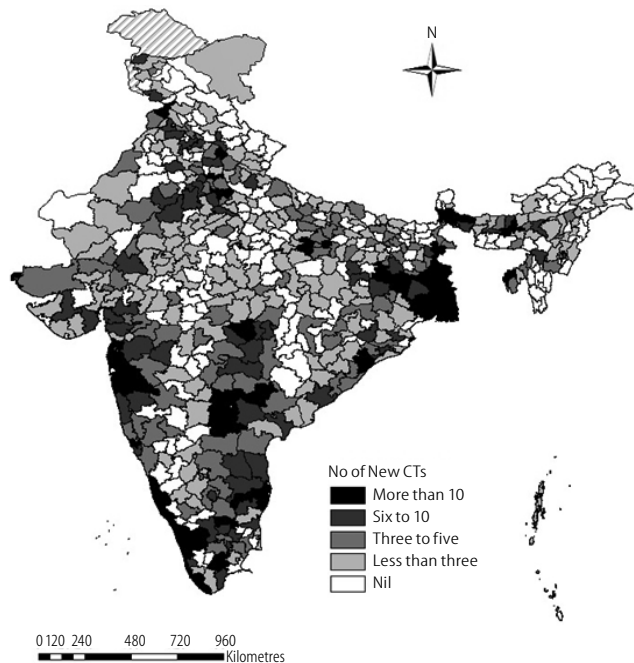 N
No of New CTs
More than 10
Six to 10
Three to five
Less than three
Nil
0 120 240 480 720 960
Kilometres